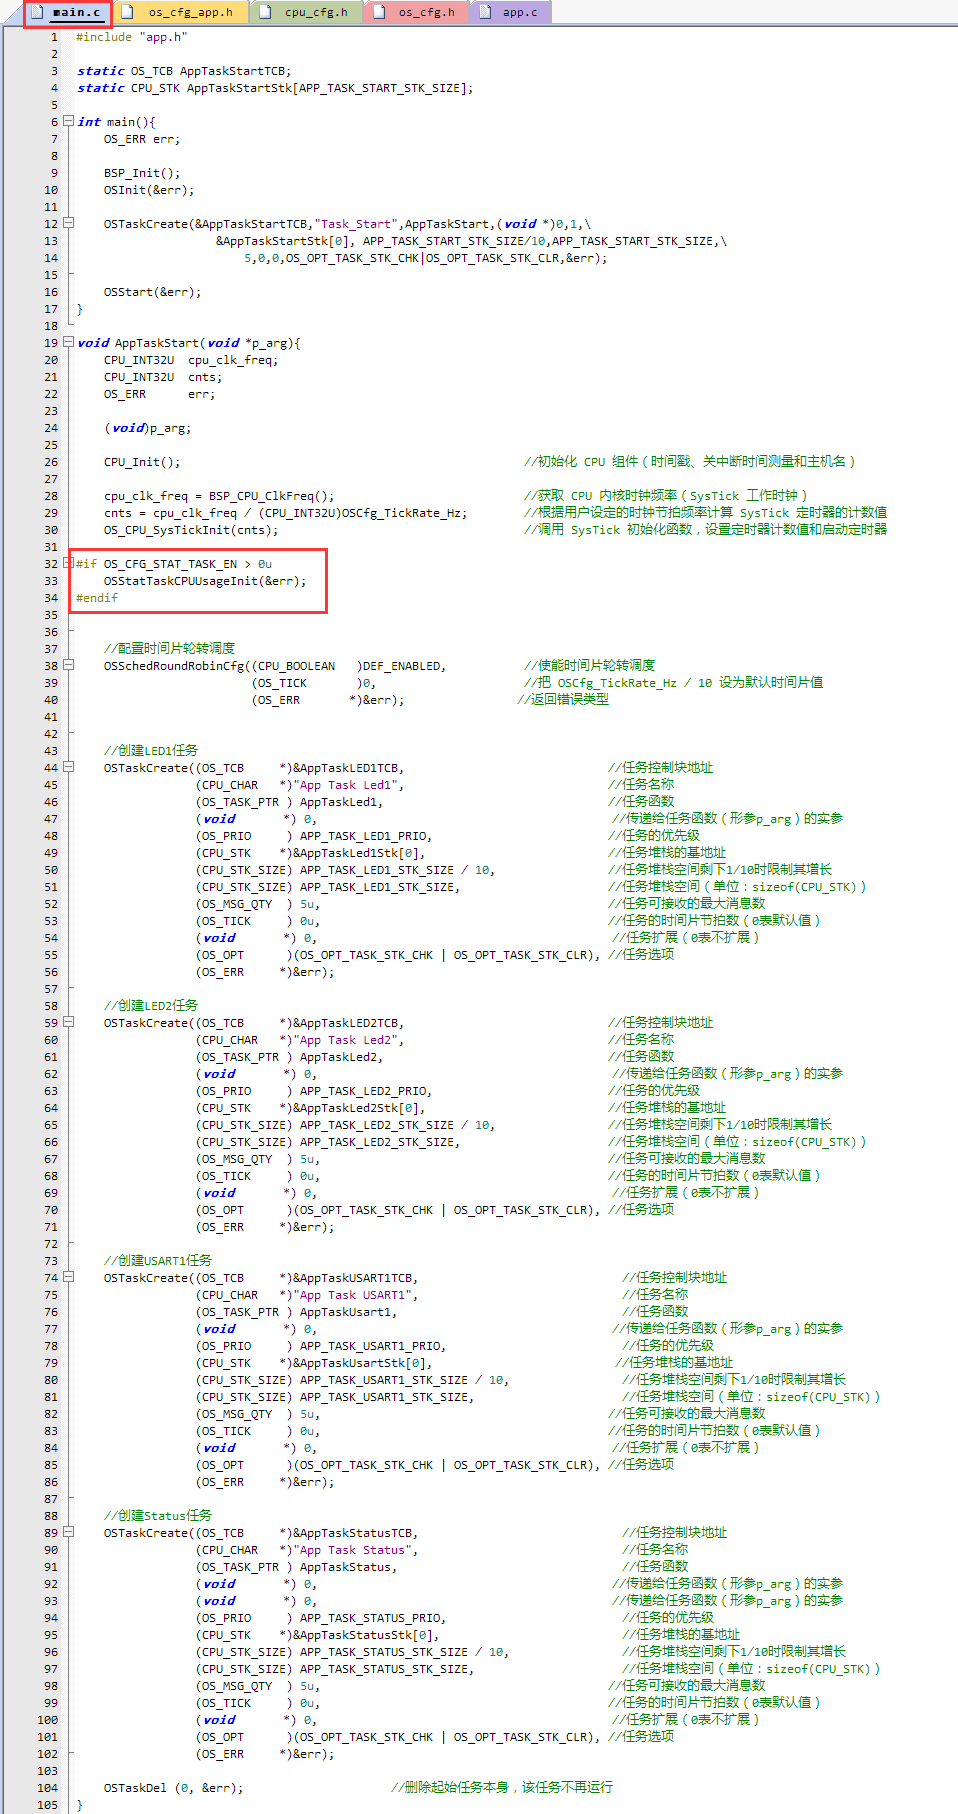 main.c os_cfg_app.h cpu_cfg.h os_cfg.h app.c
1 #include "app.h"
2
3 static OS_TCB AppTaskStartTCB;
4 static CPU_STK AppTaskStartStk[APP_TASK_START_STK_SIZE];
5
6 int main(){
7 OS_ERR err;
8
9 BSP_Init();
10 OSInit(&err);
11
12 OSTaskCreate(&AppTaskStartTCB,"Task_Start",AppTaskStart,(void *)0,1,\
13 &AppTaskStartStk[0], APP_TASK_START_STK_SIZE/10,APP_TASK_START_STK_SIZE,\
14 5,0,0,OS_OPT_TASK_STK_CHK|OS_OPT_TASK_STK_CLR,&err);
15
16 OSStart(&err);
17 }
18
19 void AppTaskStart(void *p_arg){
20 CPU_INT32U cpu_clk_freq;
21 CPU_INT32U cnts;
22 OS_ERR err;
23
24 (void)p_arg;
25
26 CPU_Init(); //初始化 CPU 组件（时间戳、关中断时间测量和主机名）
27
28 cpu_clk_freq = BSP_CPU_ClkFreq(); //获取 CPU 内核时钟频率（SysTick 工作时钟）
29 cnts = cpu_clk_freq / (CPU_INT32U)OSCfg_TickRate_Hz; //根据用户设定的时钟节拍频率计算 SysTick 定时器的计数值
30 OS_CPU_SysTickInit(cnts); //调用 SysTick 初始化函数，设置定时器计数值和启动定时器
31
32 #if OS_CFG_STAT_TASK_EN > 0u
33 OSStatTaskCPUUsageInit(&err);
34 #endif
35
36
37 //配置时间片轮转调度
38 OSSchedRoundRobinCfg((CPU_BOOLEAN )DEF_ENABLED, //使能时间片轮转调度
39 (OS_TICK )0, //把 OSCfg_TickRate_Hz / 10 设为默认时间片值
40 (OS_ERR *)&err); //返回错误类型
41
42
43 //创建LED1任务
44 OSTaskCreate((OS_TCB *)&AppTaskLED1TCB, //任务控制块地址
45 (CPU_CHAR *)"App Task Led1", //任务名称
46 (OS_TASK_PTR ) AppTaskLed1, //任务函数
47 (void *) 0, //传递给任务函数（形参p_arg）的实参
48 (OS_PRIO ) APP_TASK_LED1_PRIO, //任务的优先级
49 (CPU_STK *)&AppTaskLed1Stk[0], //任务堆栈的基地址
50 (CPU_STK_SIZE) APP_TASK_LED1_STK_SIZE / 10, //任务堆栈空间剩下1/10时限制其增长
51 (CPU_STK_SIZE) APP_TASK_LED1_STK_SIZE, //任务堆栈空间（单位：sizeof(CPU_STK)）
52 (OS_MSG_QTY ) 5u, //任务可接收的最大消息数
53 (OS_TICK ) 0u, //任务的时间片节拍数（0表默认值）
54 (void *) 0, //任务扩展（0表不扩展）
55 (OS_OPT )(OS_OPT_TASK_STK_CHK | OS_OPT_TASK_STK_CLR), //任务选项
56 (OS_ERR *)&err);
57
58 //创建LED2任务
59 OSTaskCreate((OS_TCB *)&AppTaskLED2TCB, //任务控制块地址
60 (CPU_CHAR *)"App Task Led2", //任务名称
61 (OS_TASK_PTR ) AppTaskLed2, //任务函数
62 (void *) 0, //传递给任务函数（形参p_arg）的实参
63 (OS_PRIO ) APP_TASK_LED2_PRIO, //任务的优先级
64 (CPU_STK *)&AppTaskLed2Stk[0], //任务堆栈的基地址
65 (CPU_STK_SIZE) APP_TASK_LED2_STK_SIZE / 10, //任务堆栈空间剩下1/10时限制其增长
66 (CPU_STK_SIZE) APP_TASK_LED2_STK_SIZE, //任务堆栈空间（单位：sizeof(CPU_STK)）
67 (OS_MSG_QTY ) 5u, //任务可接收的最大消息数
68 (OS_TICK ) 0u, //任务的时间片节拍数（0表默认值）
69 (void *) 0, //任务扩展（0表不扩展）
70 (OS_OPT )(OS_OPT_TASK_STK_CHK | OS_OPT_TASK_STK_CLR), //任务选项
71 (OS_ERR *)&err);
72
73 //创建USART1任务
74 OSTaskCreate((OS_TCB *)&AppTaskUSART1TCB, //任务控制块地址
75 (CPU_CHAR *)"App Task USART1", //任务名称
76 (OS_TASK_PTR ) AppTaskUsart1, //任务函数
77 (void *) 0, //传递给任务函数（形参p_arg）的实参
78 (OS_PRIO ) APP_TASK_USART1_PRIO, //任务的优先级
79 (CPU_STK *)&AppTaskUsartStk[0], //任务堆栈的基地址
80 (CPU_STK_SIZE) APP_TASK_USART1_STK_SIZE / 10, //任务堆栈空间剩下1/10时限制其增长
81 (CPU_STK_SIZE) APP_TASK_USART1_STK_SIZE, //任务堆栈空间（单位：sizeof(CPU_STK)）
82 (OS_MSG_QTY ) 5u, //任务可接收的最大消息数
83 (OS_TICK ) 0u, //任务的时间片节拍数（0表默认值）
84 (void *) 0, //任务扩展（0表不扩展）
85 (OS_OPT )(OS_OPT_TASK_STK_CHK | OS_OPT_TASK_STK_CLR), //任务选项
86 (OS_ERR *)&err);
87
88 //创建Status任务
89 OSTaskCreate((OS_TCB *)&AppTaskStatusTCB, //任务控制块地址
90 (CPU_CHAR *)"App Task Status", //任务名称
91 (OS_TASK_PTR ) AppTaskStatus, //任务函数
92 (void *) 0, //传递给任务函数（形参p_arg）的实参
93 (void *) 0, //传递给任务函数（形参p_arg）的实参
94 (OS_PRIO ) APP_TASK_STATUS_PRIO, //任务的优先级
95 (CPU_STK *)&AppTaskStatusStk[0], //任务堆栈的基地址
96 (CPU_STK_SIZE) APP_TASK_STATUS_STK_SIZE / 10, //任务堆栈空间剩下1/10时限制其增长
97 (CPU_STK_SIZE) APP_TASK_STATUS_STK_SIZE, //任务堆栈空间（单位：sizeof(CPU_STK)）
98 (OS_MSG_QTY ) 5u, //任务可接收的最大消息数
99 (OS_TICK ) 0u, //任务的时间片节拍数（0表默认值）
100 (void *) 0, //任务扩展（0表不扩展）
101 (OS_OPT )(OS_OPT_TASK_STK_CHK | OS_OPT_TASK_STK_CLR), //任务选项
102 (OS_ERR *)&err);
103
104 OSTaskDel (0, &err); //删除起始任务本身，该任务不再运行
105 }